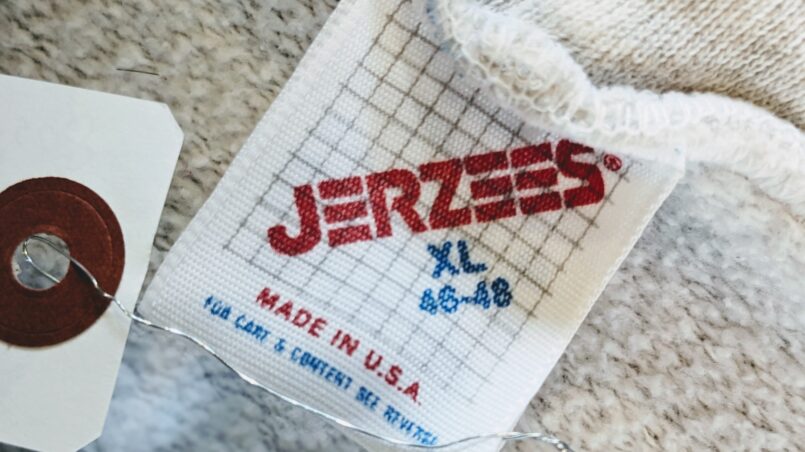 JERZEES®
XL
46-48
MADE IN U.S.A.
FOR CARE & CONTENT SEE REVERSE